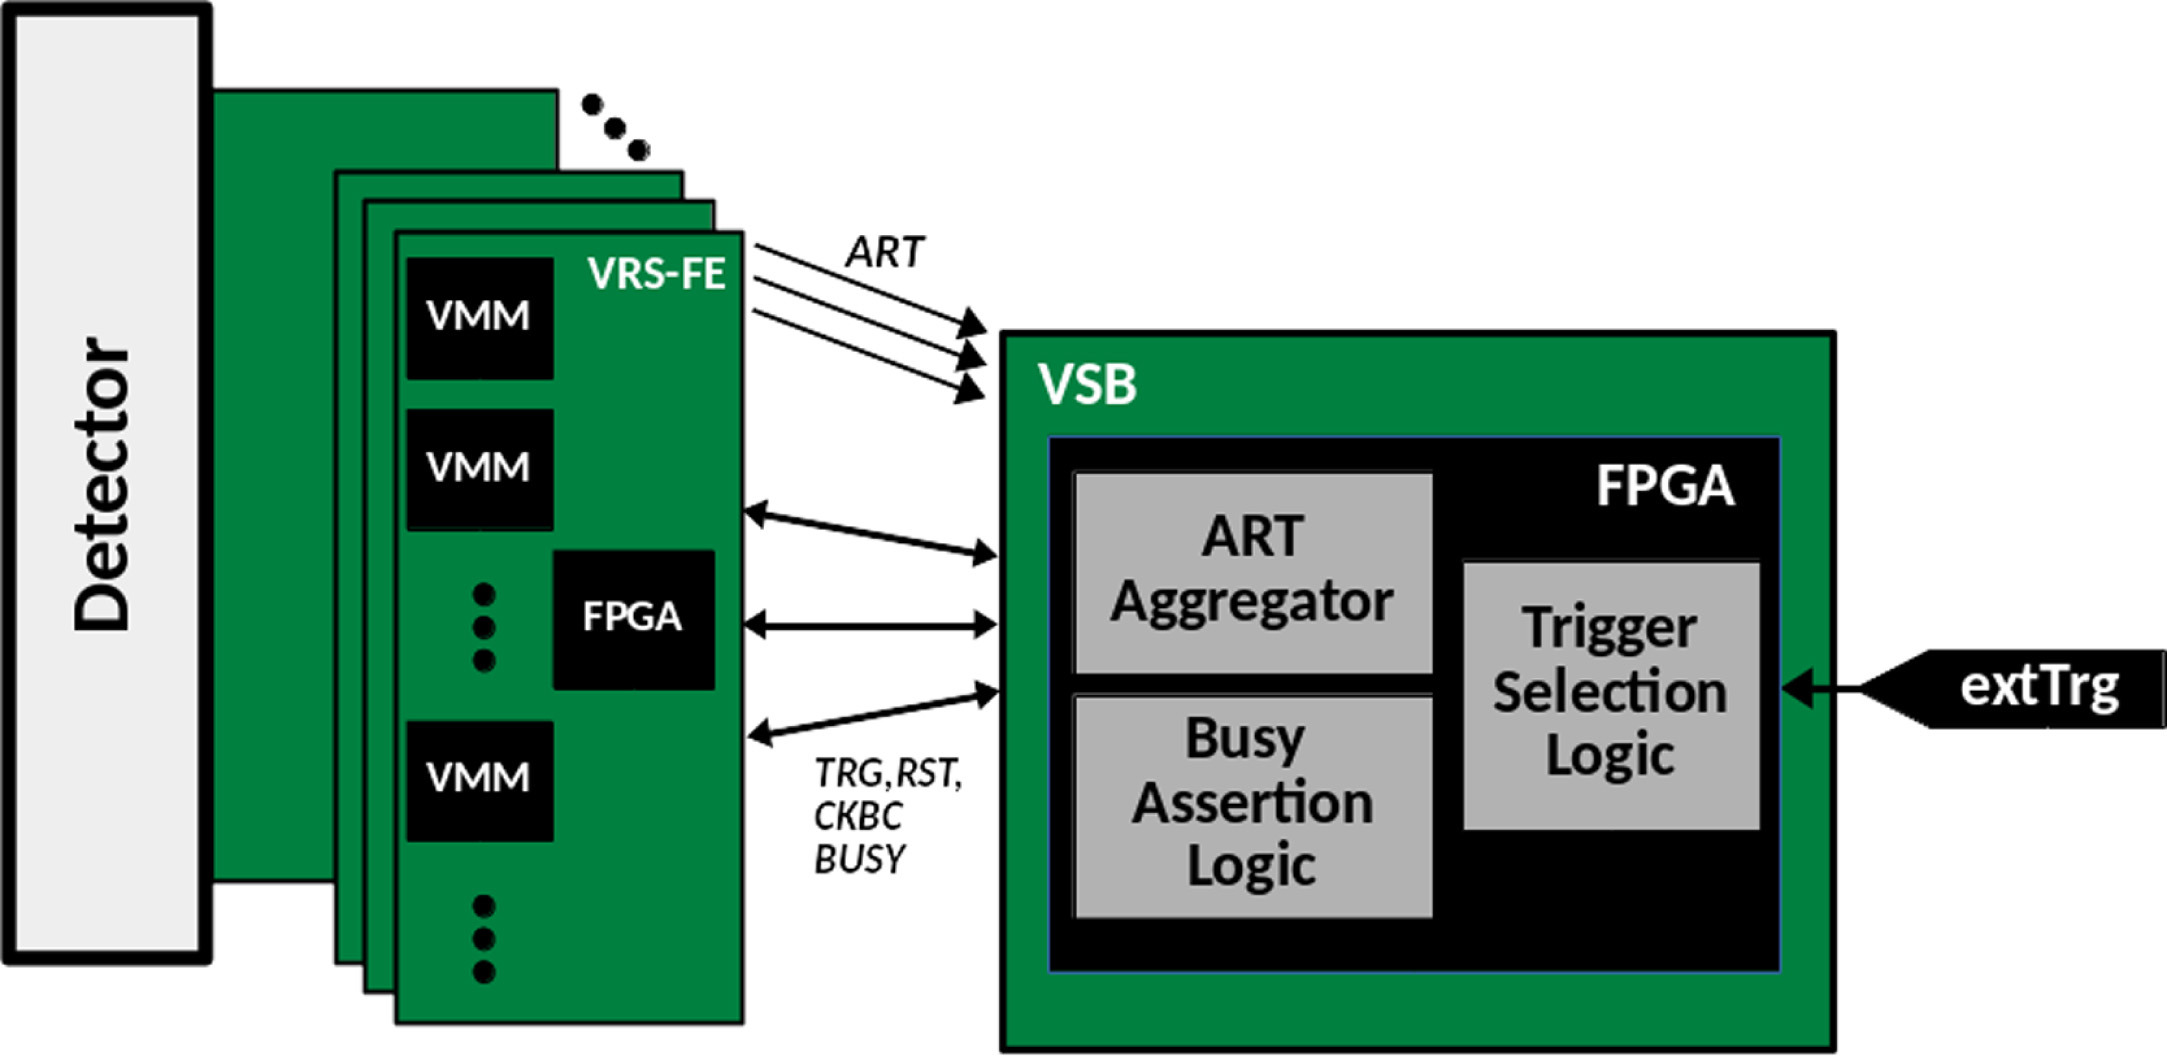 Detector
VRS-FE
VMM
VMM
FPGA
VMM
ART
TRG,RST,
CKBC
BUSY
VSB
FPGA
ART
Aggregator
Busy
Assertion
Logic
Trigger
Selection
Logic
extTrg